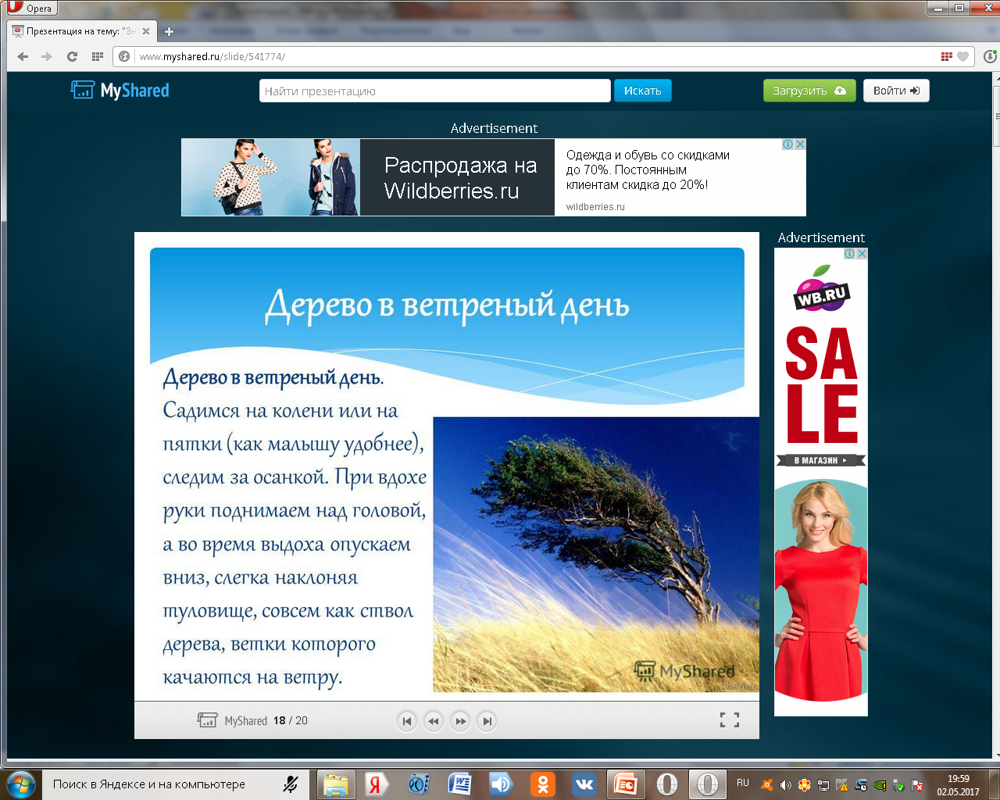 Opera
Презентация на тему: "Зн
www.myshared.ru/slide/541774/
MyShared
Найти презентацию
Искать
Загрузить
Войти
Advertisement
Распродажа на
Wildberries.ru
Одежда и обувь со скидками
до 70%. Постоянным
клиентам скидка до 20%!
wildberries.ru
Дерево в ветреный день
Дерево в ветреный день.
Садимся на колени или на
пятки (как малышу удобнее),
следим за осанкой. При вдохе
руки поднимаем над головой,
а во время выдоха опускаем
вниз, слегка наклоняя
туловище, совсем как ствол
дерева, ветки которого
качаются на ветру.
MyShared
MyShared 18 / 20
Advertisement
WB.RU
SA
LE
В МАГАЗИН
Поиск в Яндексе и на компьютере
Я
RU
19:59
02.05.2017